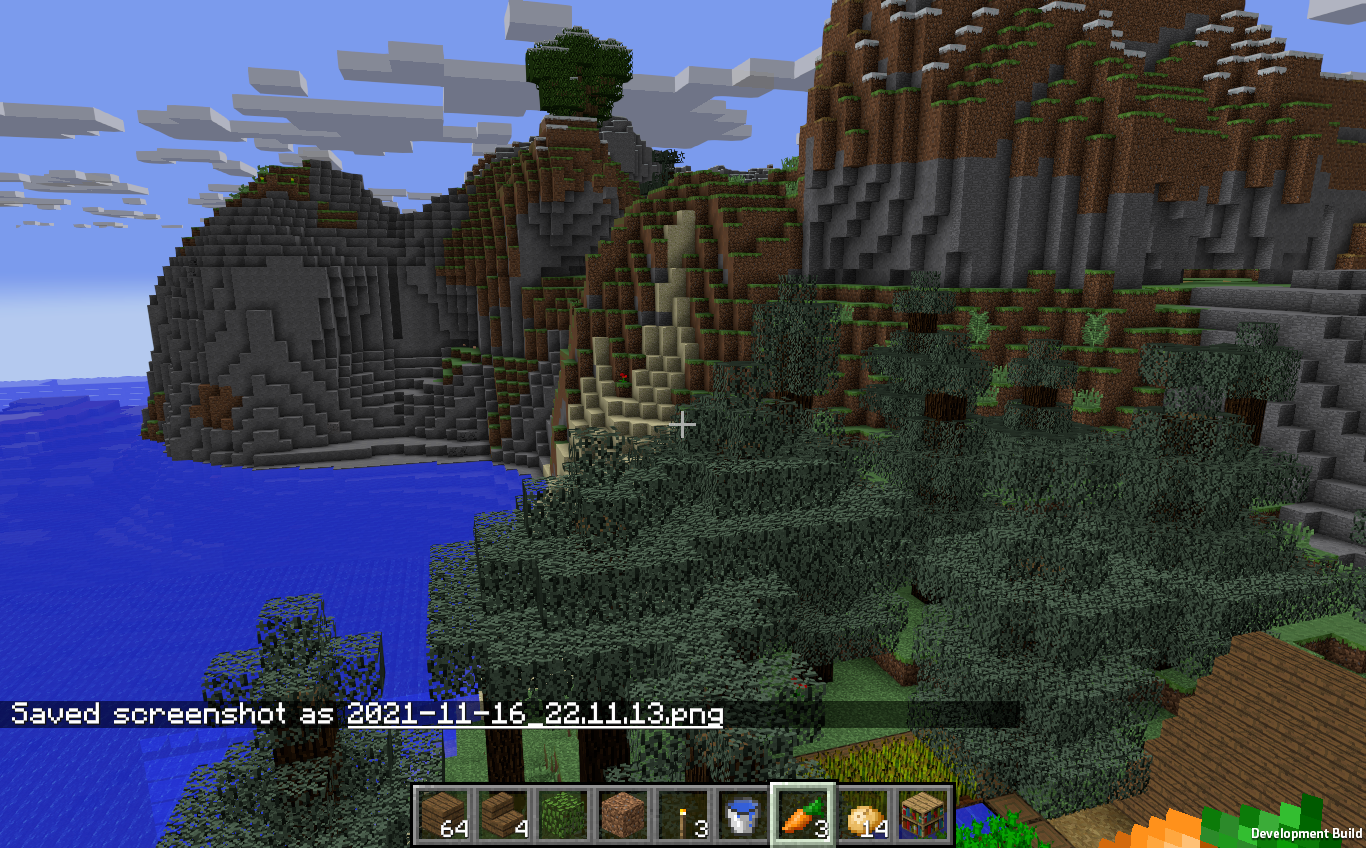 Saved screenshot as 2021-11-16_22.11.13.png
64 4 3 3 14
Development Build